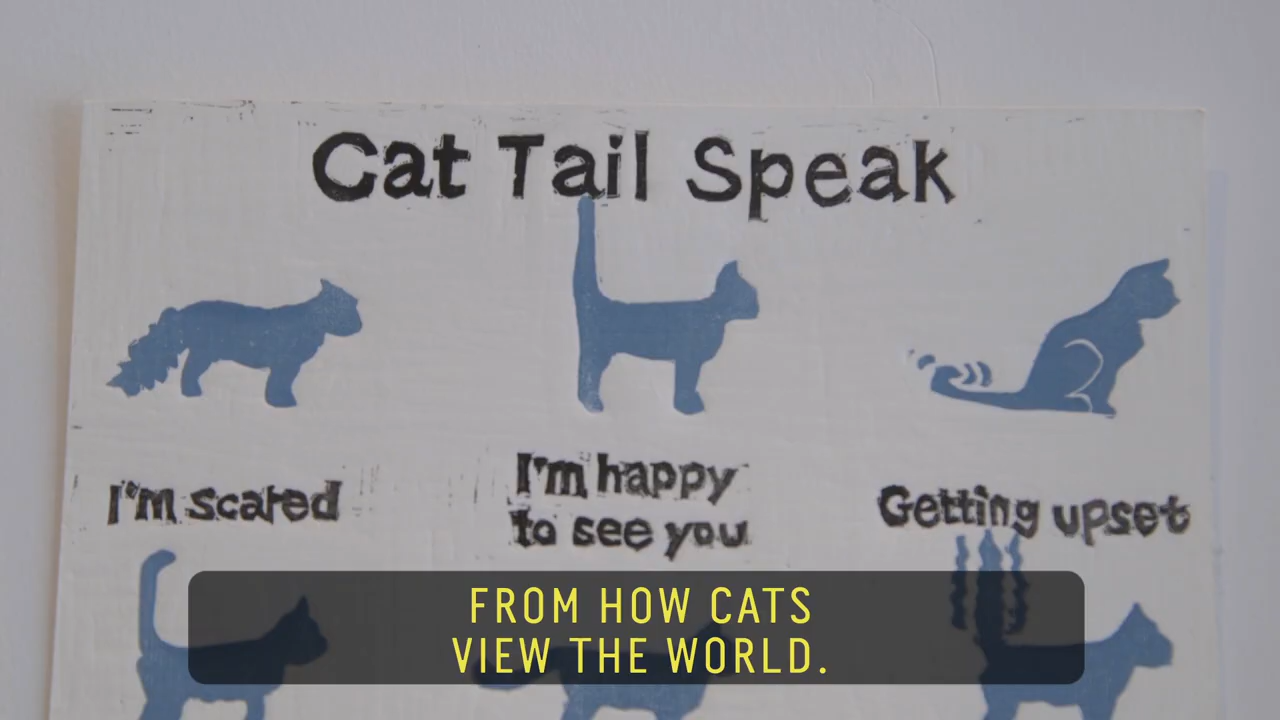 Cat Tail Speak
I'm scared
I'm happy
to see you
Getting upset
FROM HOW CATS
VIEW THE WORLD.